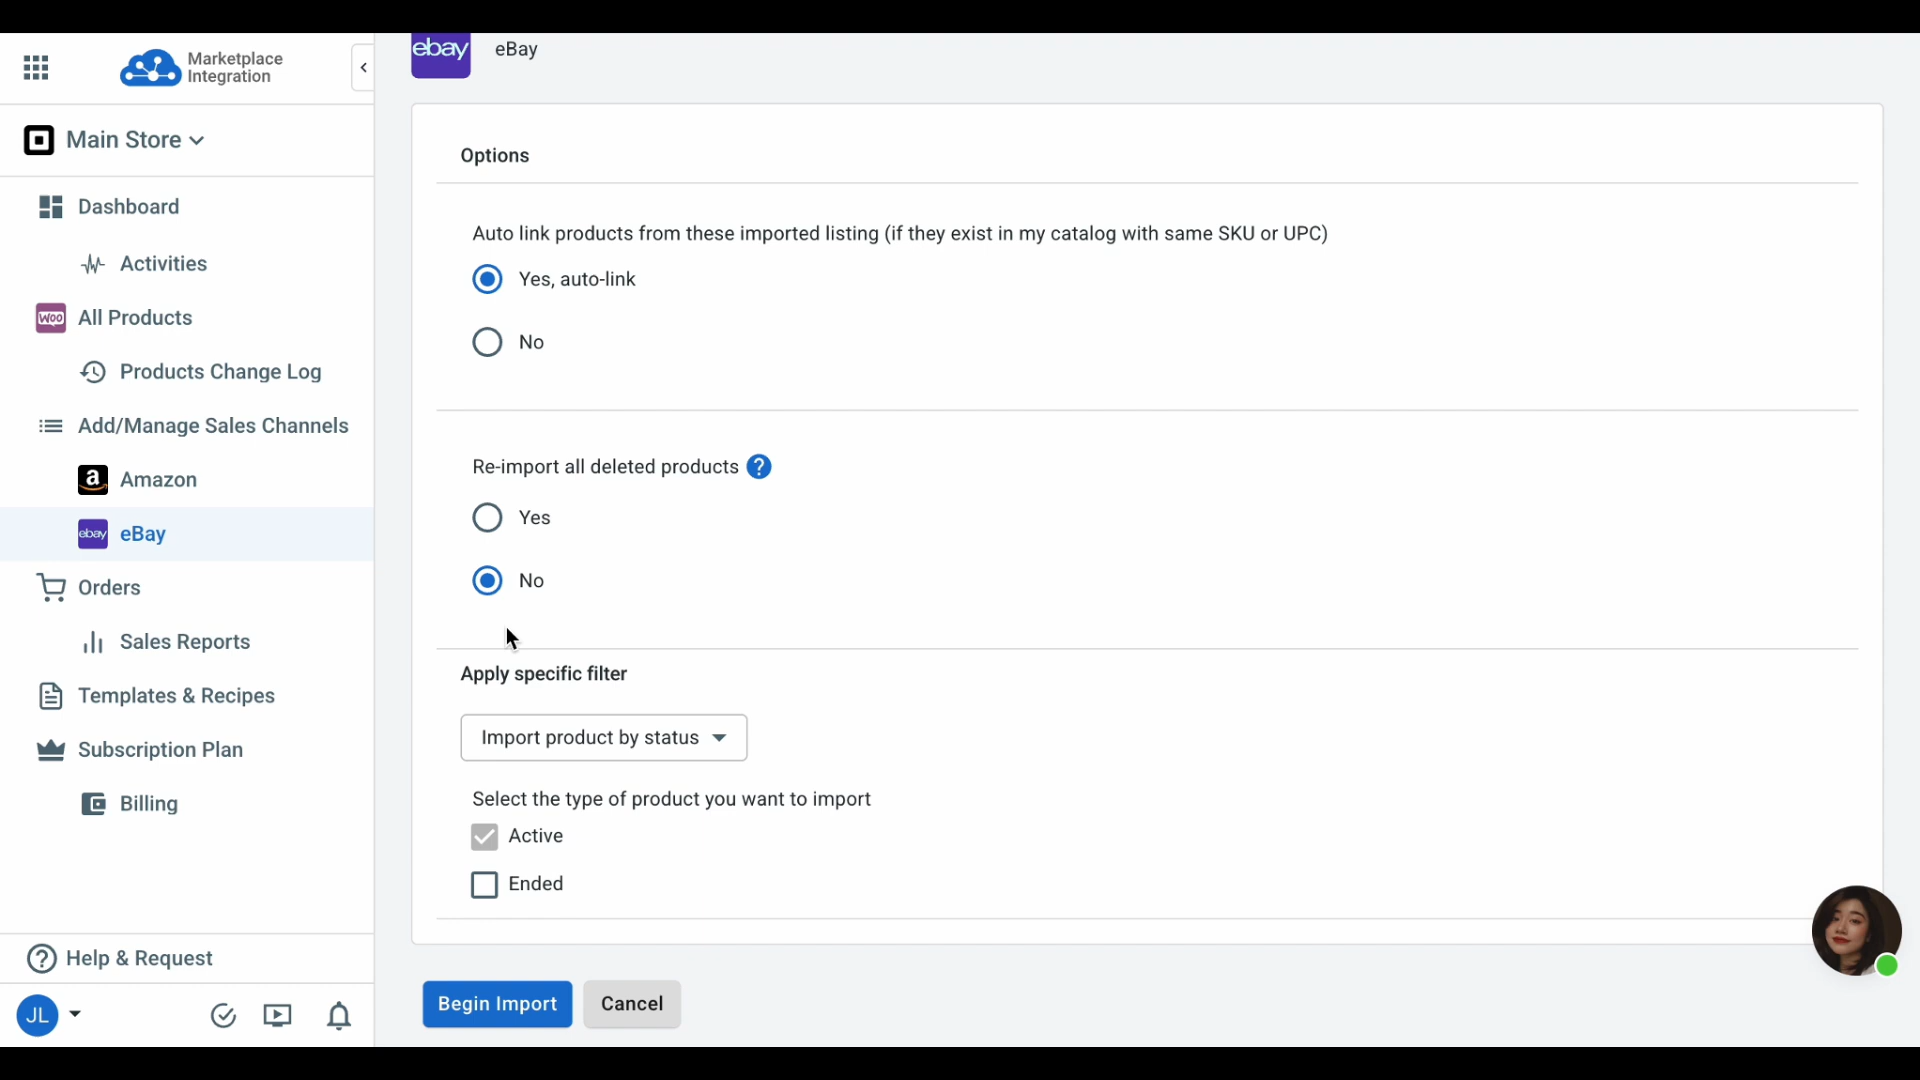 Marketplace
Integration
Main Store
Dashboard
Activities
WOO All Products
Products Change Log
Add/Manage Sales Channels
a Amazon
ebay eBay
Orders
Sales Reports
Templates & Recipes
Subscription Plan
Billing
? Help & Request
JL
ebay eBay
Options
Auto link products from these imported listing (if they exist in my catalog with same SKU or UPC)
Yes, auto-link
No
Re-import all deleted products ?
Yes
No
Apply specific filter
Import product by status
Select the type of product you want to import
Active
Ended
Begin Import
Cancel